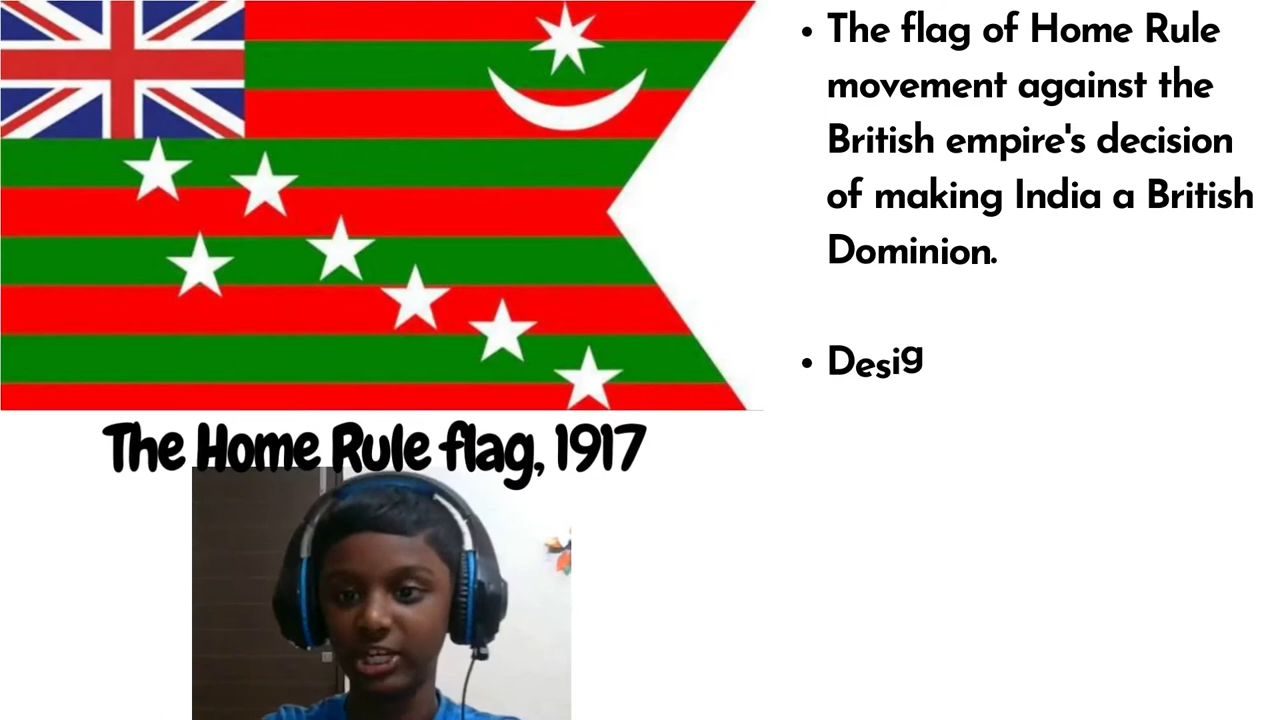 • The flag of Home Rule
movement against the
British empire's decision
of making India a British
Dominion.
• Desig
The Home Rule flag, 1917